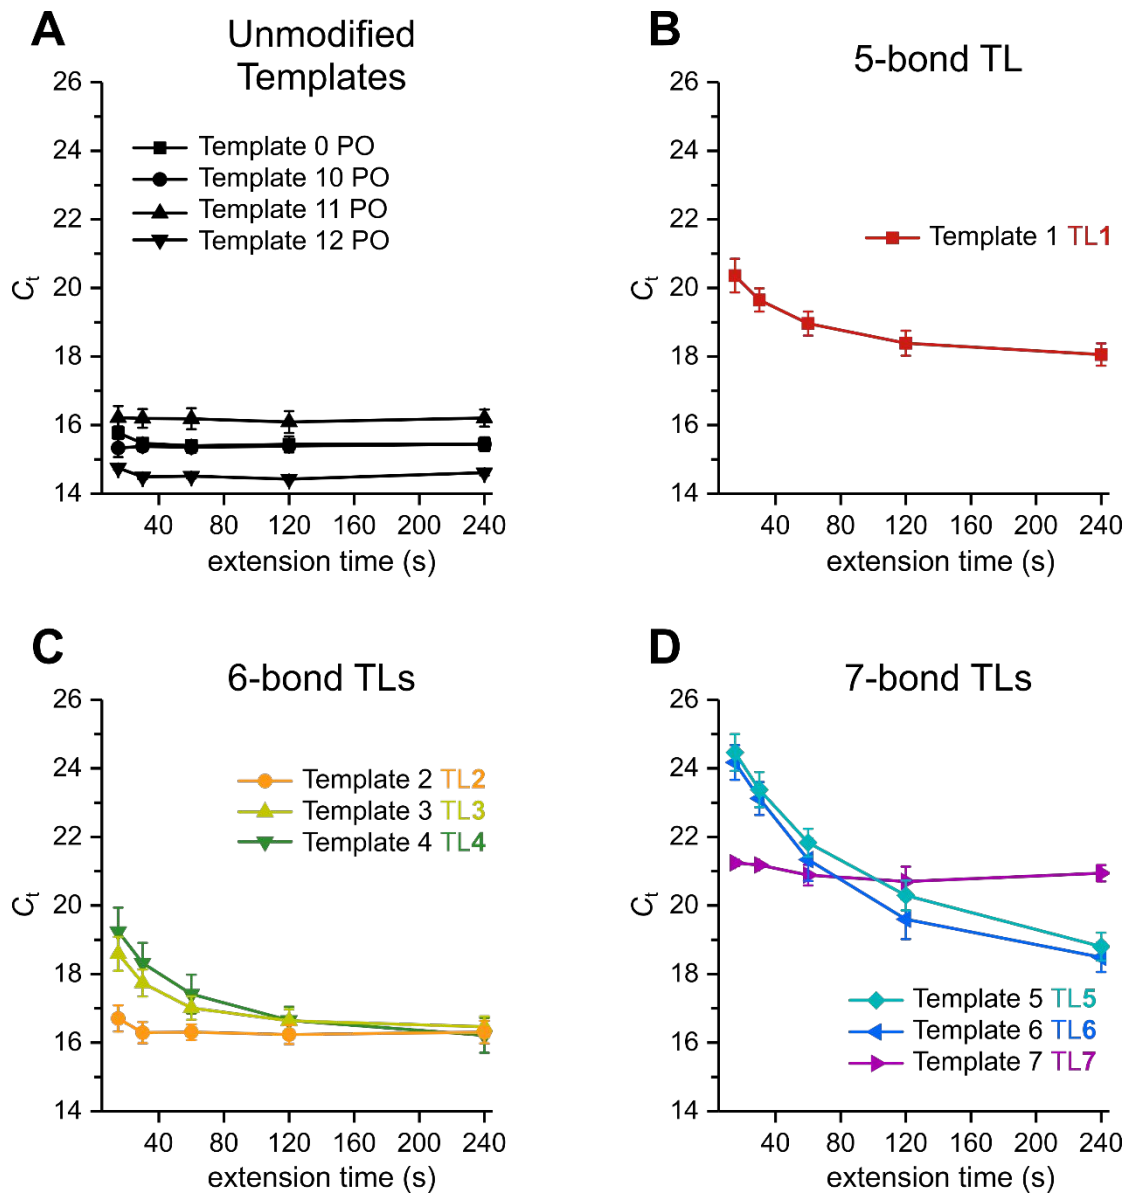 A
Unmodified
Templates
26
24
22
20
18
16
14
Ct
Template 0 PO
Template 10 PO
Template 11 PO
Template 12 PO
40 80 120 160 200 240
extension time (s)
B
5-bond TL
26
24
22
20
18
16
14
Ct
Template 1 TL1
40 80 120 160 200 240
extension time (s)
C
6-bond TLs
26
24
22
20
18
16
14
Ct
Template 2 TL2
Template 3 TL3
Template 4 TL4
40 80 120 160 200 240
extension time (s)
D
7-bond TLs
26
24
22
20
18
16
14
Ct
Template 5 TL5
Template 6 TL6
Template 7 TL7
40 80 120 160 200 240
extension time (s)